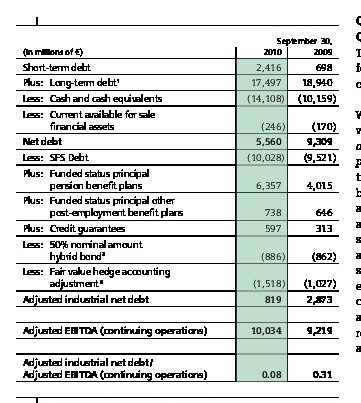 September 30,
(in millions of €) 2010 2009
Short-term debt 2,416 698
Plus: Long-term debt¹ 17,497 18,940
Less: Cash and cash equivalents (14,108) (10,159)
Less: Current available for sale
financial assets (246) (170)
Net debt 5,560 9,309
Less: SFS Debt (10,028) (9,521)
Plus: Funded status principal
pension benefit plans 6,357 4,015
Plus: Funded status principal other
post-employment benefit plans 738 646
Plus: Credit guarantees 597 313
Less: 50% nominal amount
hybrid bond² (886) (862)
Less: Fair value hedge accounting
adjustment³ (1,518) (1,027)
Adjusted industrial net debt 819 2,873
Adjusted EBITDA (continuing operations) 10,034 9,219
Adjusted industrial net debt/
Adjusted EBITDA (continuing operations) 0.08 0.31